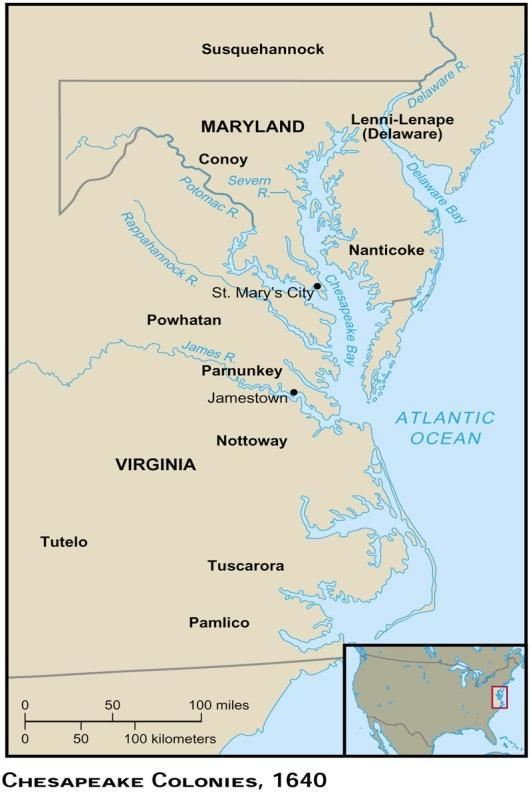 Susquehannock
Delaware R.
Lenni-Lenape
(Delaware)
MARYLAND
Conoy
Severn
R.
Potomac R.
Delaware Bay
Rappahannock R.
Nanticoke
St. Mary's City
Chesapeake Bay
Powhatan
James R.
Parnunkey
Jamestown
ATLANTIC
OCEAN
Nottoway
VIRGINIA
Tutelo
Tuscarora
Pamlico
0 50 100 miles
0 50 100 kilometers
CHESAPEAKE COLONIES, 1640